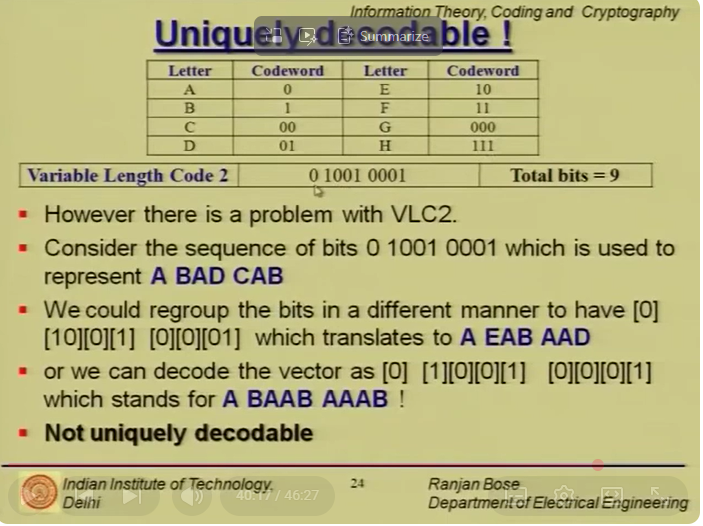 Information Theory, Coding and Cryptography
Uniquely decodable !
Summarize
Letter Codeword Letter Codeword
A 0 E 10
B 1 F 11
C 00 G 000
D 01 H 111
Variable Length Code 2 0 1001 0001 Total bits = 9
However there is a problem with VLC2.
Consider the sequence of bits 0 1001 0001 which is used to
represent A BAD CAB
We could regroup the bits in a different manner to have [0]
[10][0][1] [0][0][01] which translates to A EAB AAD
or we can decode the vector as [0] [1][0][0][1] [0][0][0][1]
which stands for A BAAB AAAB !
Not uniquely decodable
Indian Institute of Technology,
Delhi
40:17 / 46:27
24
Ranjan Bose
Department of Electrical Engineering